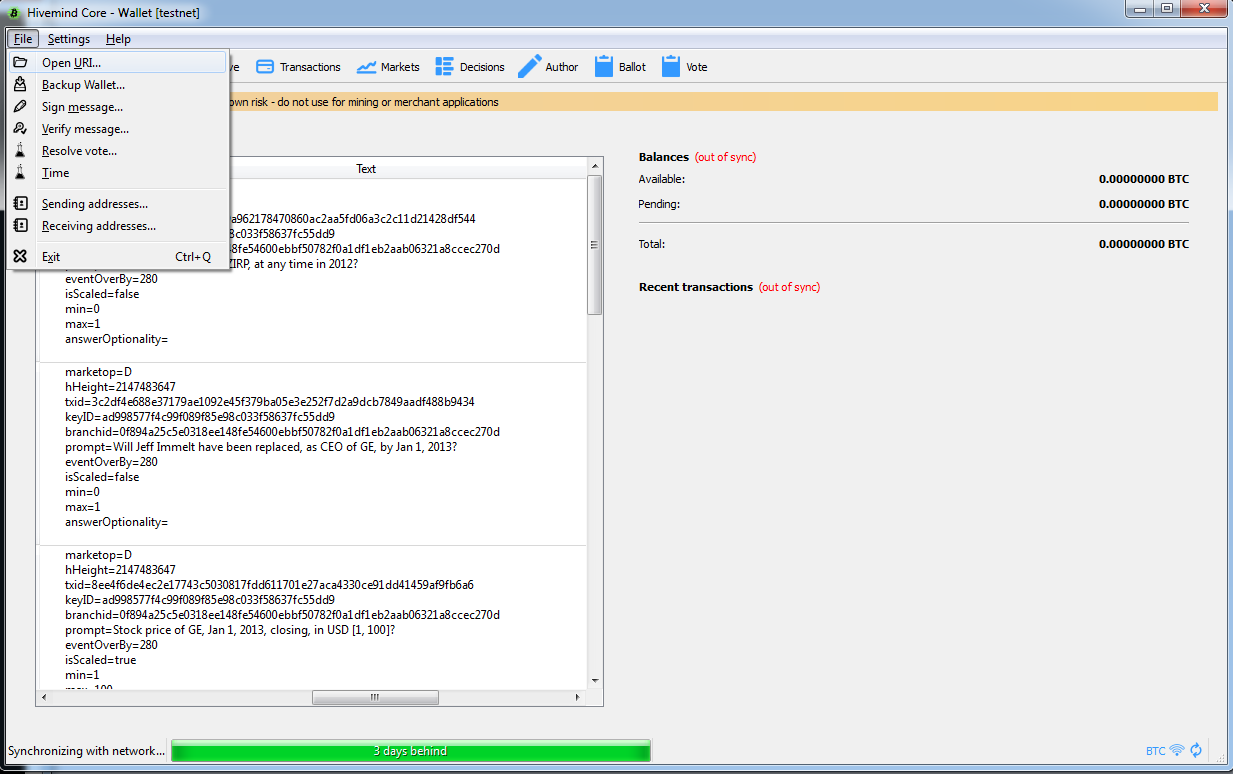 Hivemind Core - Wallet [testnet]
File Settings Help
Open URI...
Backup Wallet...
Sign message...
Verify message...
Resolve vote...
Time
Sending addresses...
Receiving addresses...
Exit Ctrl+Q
ve Transactions Markets Decisions Author Ballot Vote
own risk - do not use for mining or merchant applications
Text
a962178470860ac2aa5fd06a3c2c11d21428df544
8c033f58637fc55dd9
8fe54600ebbf50782f0a1df1eb2aab06321a8ccec270d
ZIRP, at any time in 2012?
eventOverBy=280
isScaled=false
min=0
max=1
answerOptionality=
marketop=D
hHeight=2147483647
txid=3c2df4e688e37179ae1092e45f379ba05e3e252f7d2a9dcb7849aadf488b9434
keyID=ad998577f4c99f089f85e98c033f58637fc55dd9
branchid=0f894a25c5e0318ee148fe54600ebbf50782f0a1df1eb2aab06321a8ccec270d
prompt=Will Jeff Immelt have been replaced, as CEO of GE, by Jan 1, 2013?
eventOverBy=280
isScaled=false
min=0
max=1
answerOptionality=
marketop=D
hHeight=2147483647
txid=8ee4f6de4ec2e17743c5030817fdd611701e27aca4330ce91dd41459af9fb6a6
keyID=ad998577f4c99f089f85e98c033f58637fc55dd9
branchid=0f894a25c5e0318ee148fe54600ebbf50782f0a1df1eb2aab06321a8ccec270d
prompt=Stock price of GE, Jan 1, 2013, closing, in USD [1, 100]?
eventOverBy=280
isScaled=true
min=1
max=100
Balances (out of sync)
Available: 0.00000000 BTC
Pending: 0.00000000 BTC
Total: 0.00000000 BTC
Recent transactions (out of sync)
Synchronizing with network... 3 days behind BTC